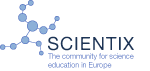 SCIENTIX
The community for science
education in Europe